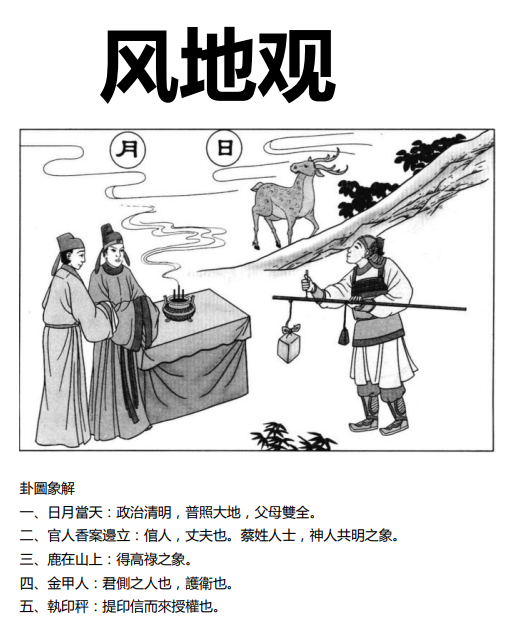 风地观
月 日
卦圖象解
一、日月當天：政治清明，普照大地，父母雙全。
二、官人香案邊立：倌人，丈夫也。蔡姓人士，神人共明之象。
三、鹿在山上：得高祿之象。
四、金甲人：君側之人也，護衛也。
五、執印秤：提印信而來授權也。